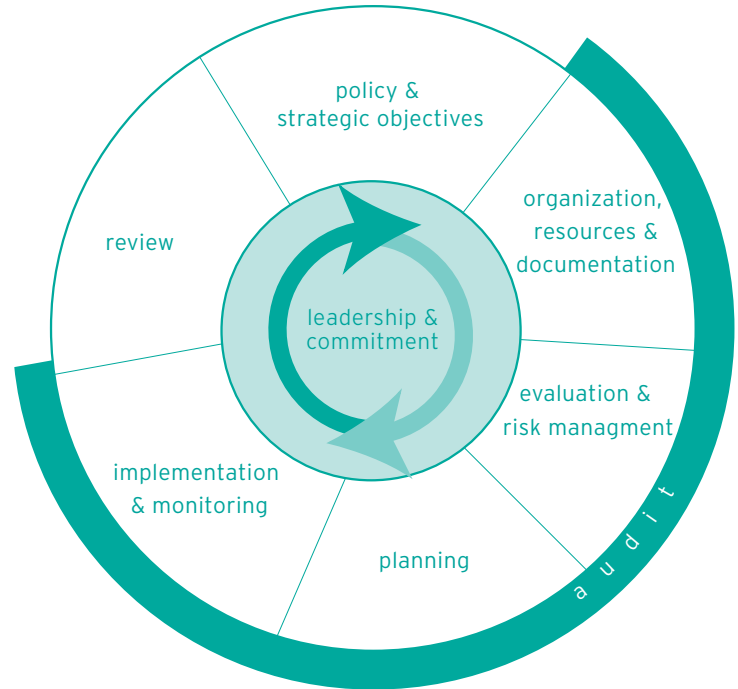 policy &
strategic objectives
organization,
resources &
documentation
review
leadership &
commitment
evaluation &
risk managment
implementation
& monitoring
planning
audit